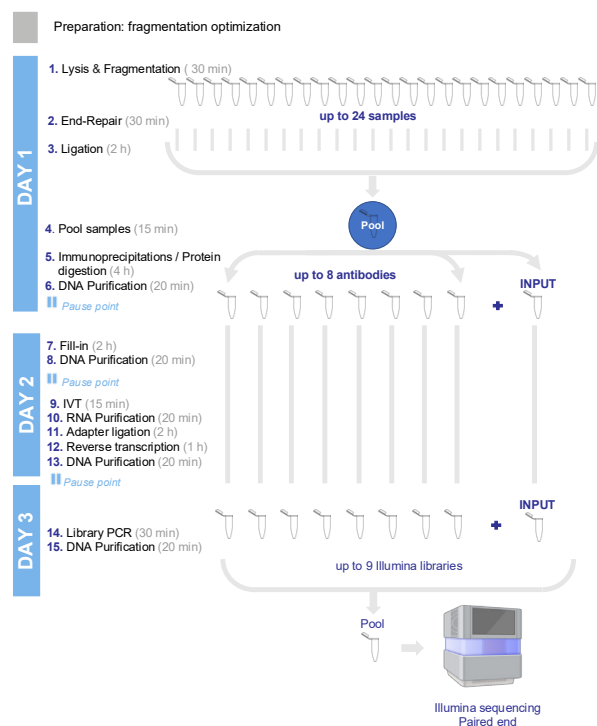 Preparation: fragmentation optimization
DAY 1
1. Lysis & Fragmentation ( 30 min)
up to 24 samples
2. End-Repair (30 min)
3. Ligation (2 h)
Pool
4. Pool samples (15 min)
5. Immunoprecipitations / Protein
digestion (4 h)
up to 8 antibodies
6. DNA Purification (20 min)
INPUT
Pause point
+
DAY 2
7. Fill-in (2 h)
8. DNA Purification (20 min)
Pause point
9. IVT (15 min)
10. RNA Purification (20 min)
11. Adapter ligation (2 h)
12. Reverse transcription (1 h)
13. DNA Purification (20 min)
Pause point
DAY 3
INPUT
+
14. Library PCR (30 min)
15. DNA Purification (20 min)
up to 9 Illumina libraries
Pool
Illumina sequencing
Paired end